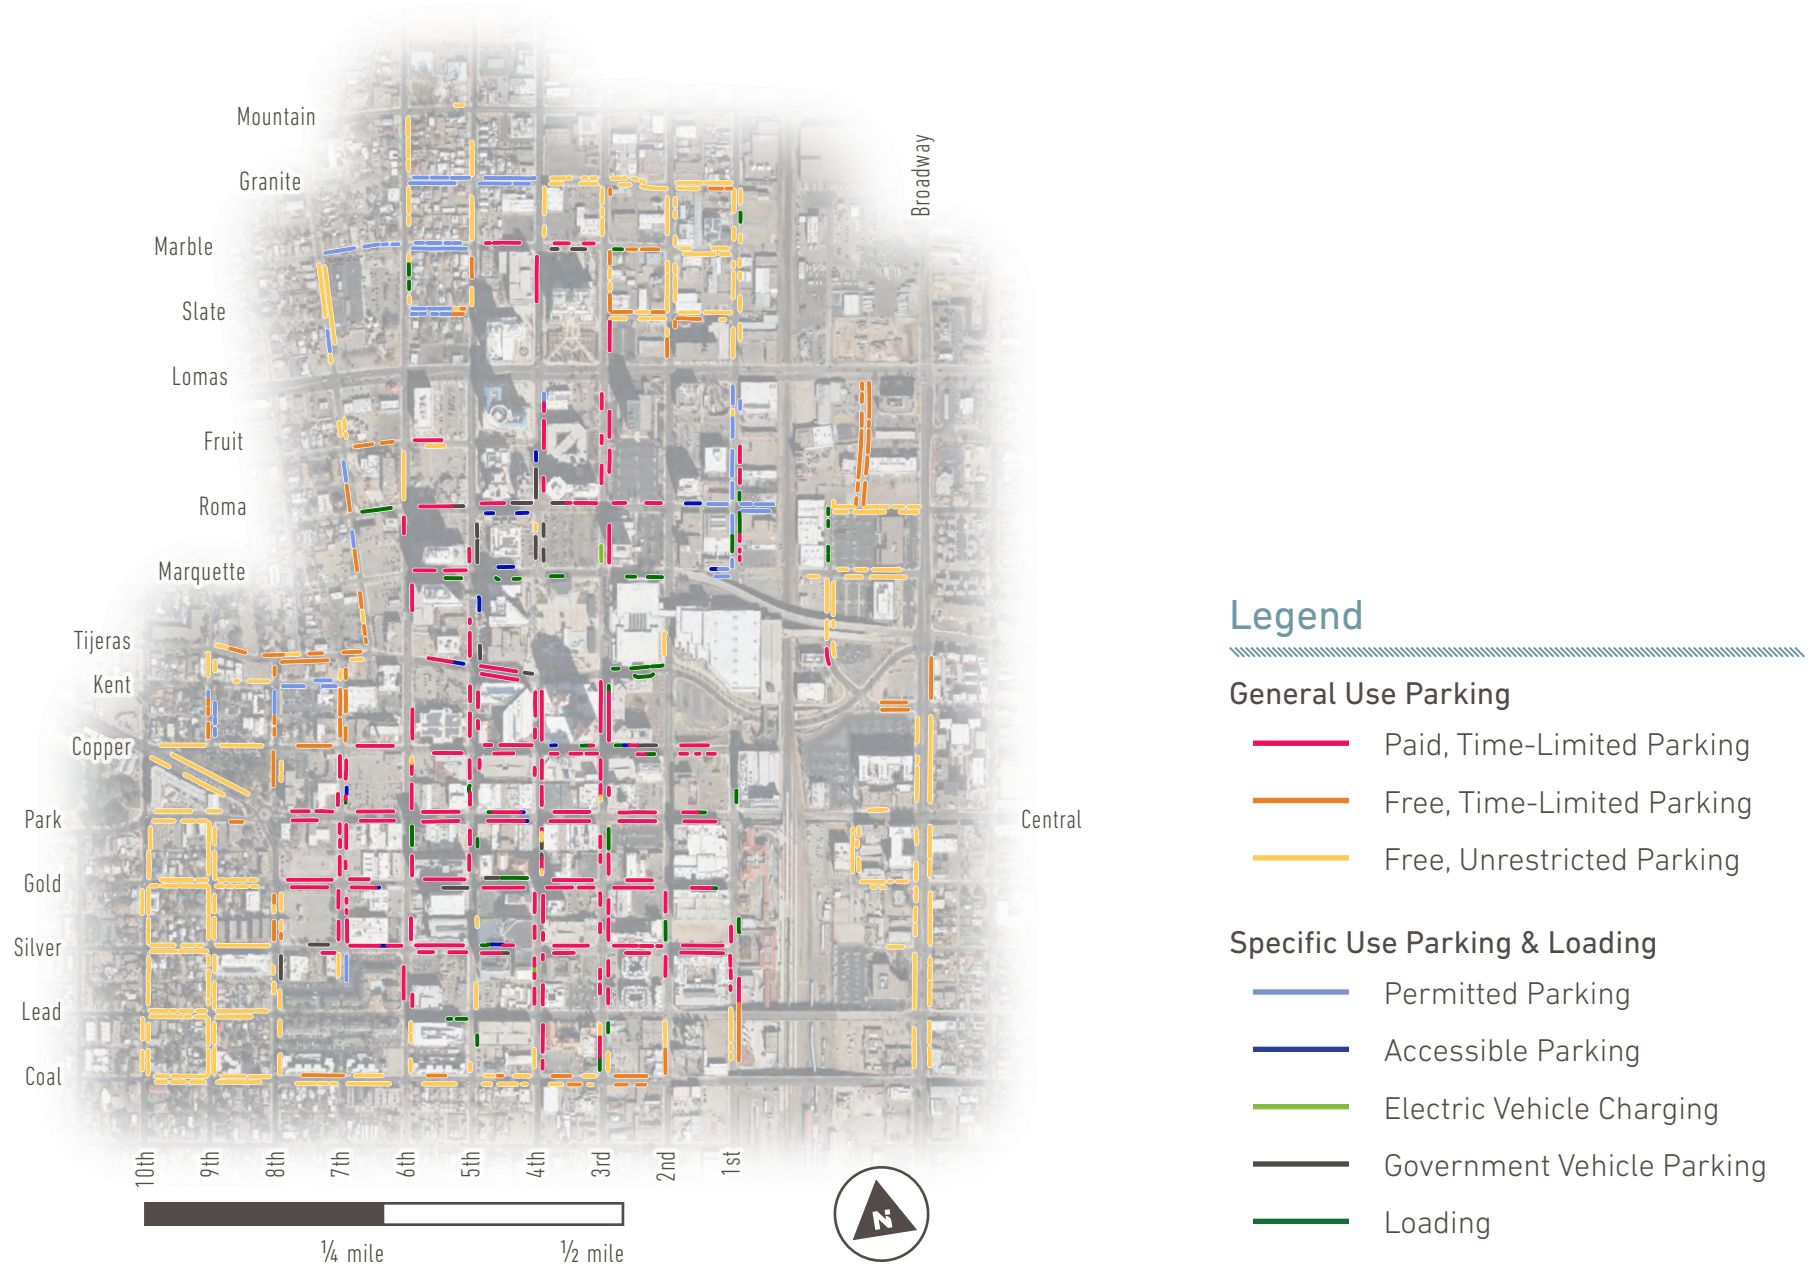 Mountain
Granite
Marble
Slate
Lomas
Fruit
Roma
Marquette
Tijeras
Kent
Copper
Park
Gold
Silver
Lead
Coal
Broadway
Central
10th
9th
8th
7th
6th
5th
4th
3rd
2nd
1st
¼ mile
½ mile
N
Legend
General Use Parking
Paid, Time-Limited Parking
Free, Time-Limited Parking
Free, Unrestricted Parking
Specific Use Parking & Loading
Permitted Parking
Accessible Parking
Electric Vehicle Charging
Government Vehicle Parking
Loading